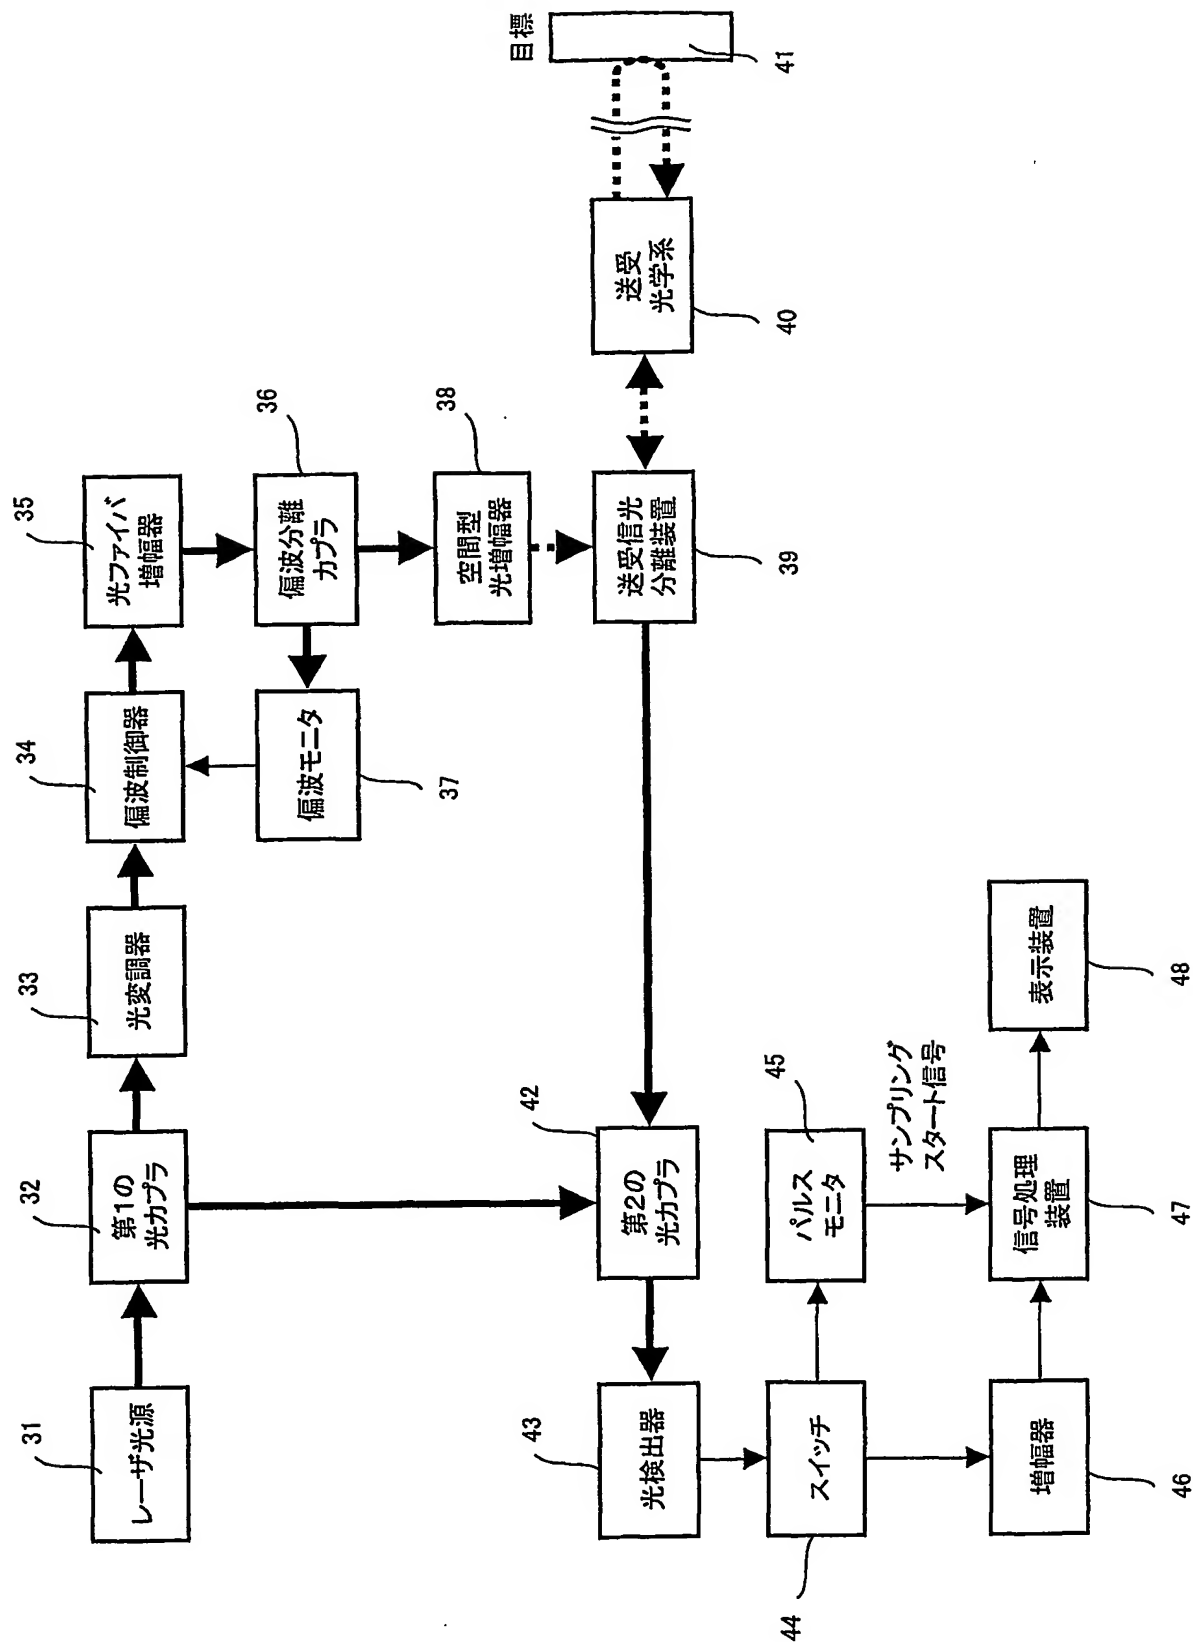 31
レーザ光源
32
第1の
光カプラ
33
光変調器
34
偏波制御器
35
光ファイバ
増幅器
36
偏波分離
カプラ
37
偏波モニタ
38
空間型
光増幅器
39
送受信光
分離装置
40
送受
光学系
目標
41
42
第2の
光カプラ
43
光検出器
44
スイッチ
45
パルス
モニタ
サンプリング
スタート信号
46
増幅器
47
信号処理
装置
48
表示装置